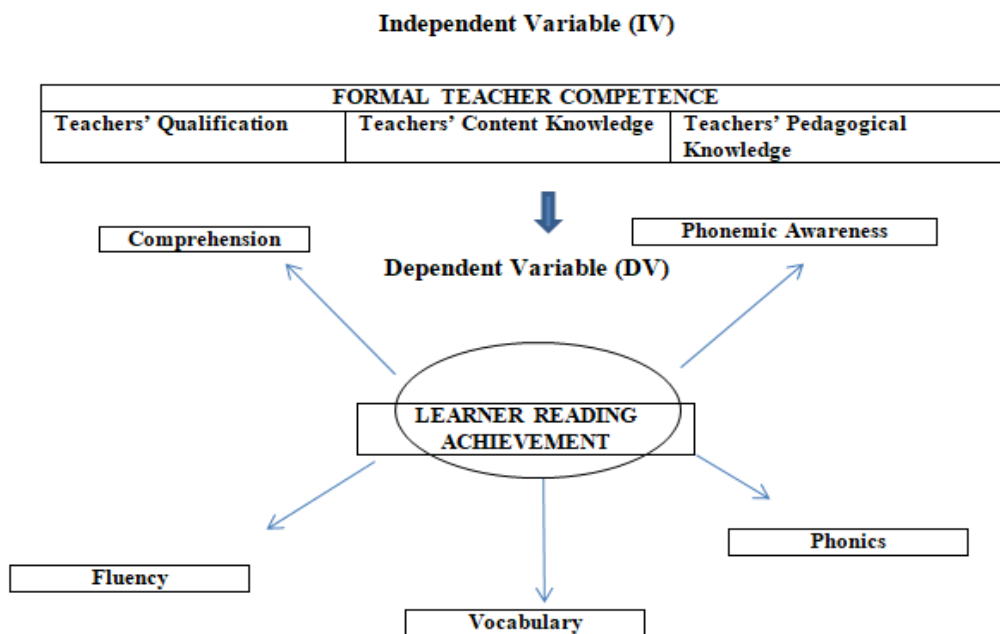 Independent Variable (IV)
FORMAL TEACHER COMPETENCE
Teachers' Qualification
Teachers' Content Knowledge
Teachers' Pedagogical
Knowledge
Comprehension
Phonemic Awareness
Dependent Variable (DV)
LEARNER READING
ACHIEVEMENT
Phonics
Fluency
Vocabulary